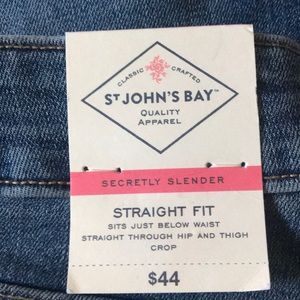 CLASSIC CRAFTED
ST JOHN'S BAY™
QUALITY
APPAREL
SECRETLY SLENDER
STRAIGHT FIT
SITS JUST BELOW WAIST
STRAIGHT THROUGH HIP AND THIGH
CROP
$44